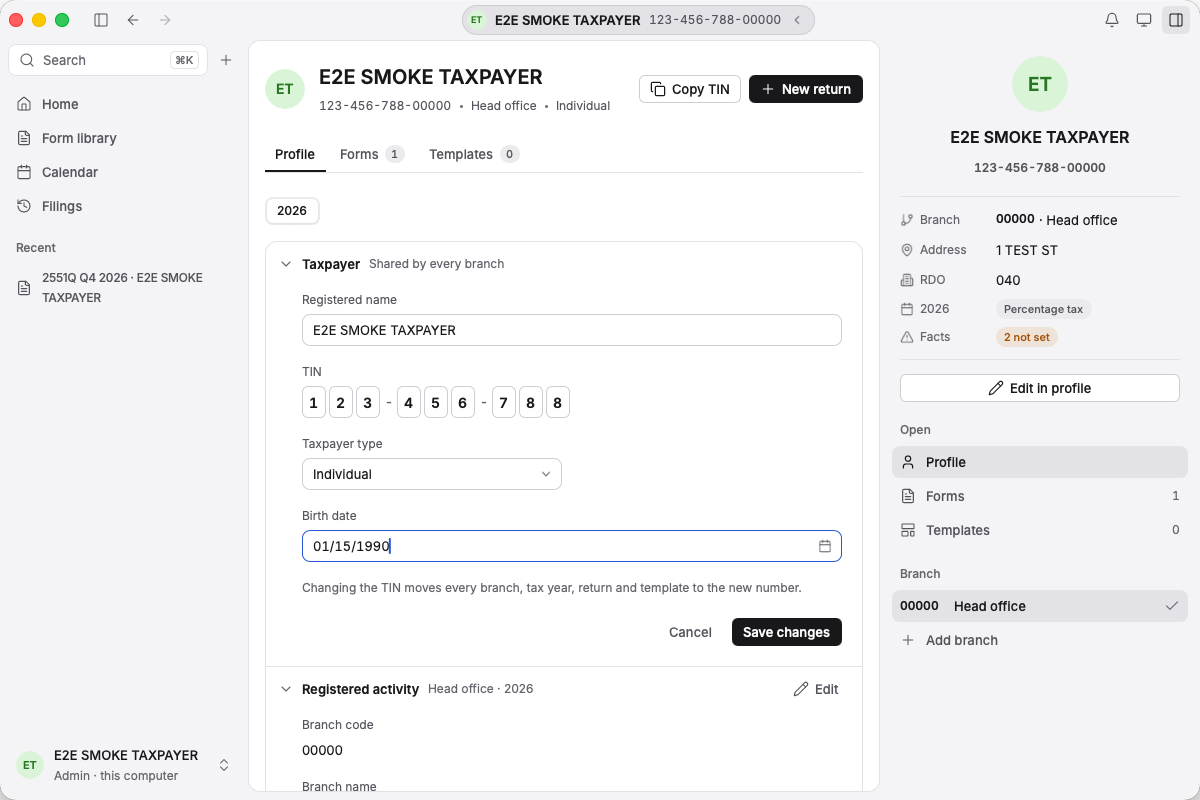 ET E2E SMOKE TAXPAYER 123-456-788-00000
Search ⌘K
Home
Form library
Calendar
Filings
Recent
2551Q Q4 2026 · E2E SMOKE
TAXPAYER
ET E2E SMOKE TAXPAYER
Admin · this computer
ET
E2E SMOKE TAXPAYER
123-456-788-00000 • Head office • Individual
Copy TIN
New return
Profile
Forms 1
Templates 0
2026
Taxpayer Shared by every branch
Registered name
E2E SMOKE TAXPAYER
TIN
1 2 3 - 4 5 6 - 7 8 8
Taxpayer type
Individual
Birth date
01/15/1990
Changing the TIN moves every branch, tax year, return and template to the new number.
Cancel
Save changes
Registered activity Head office · 2026
Edit
Branch code
00000
Branch name
ET
E2E SMOKE TAXPAYER
123-456-788-00000
Branch 00000 · Head office
Address 1 TEST ST
RDO 040
2026 Percentage tax
Facts 2 not set
Edit in profile
Open
Profile
Forms 1
Templates 0
Branch
00000 Head office
Add branch